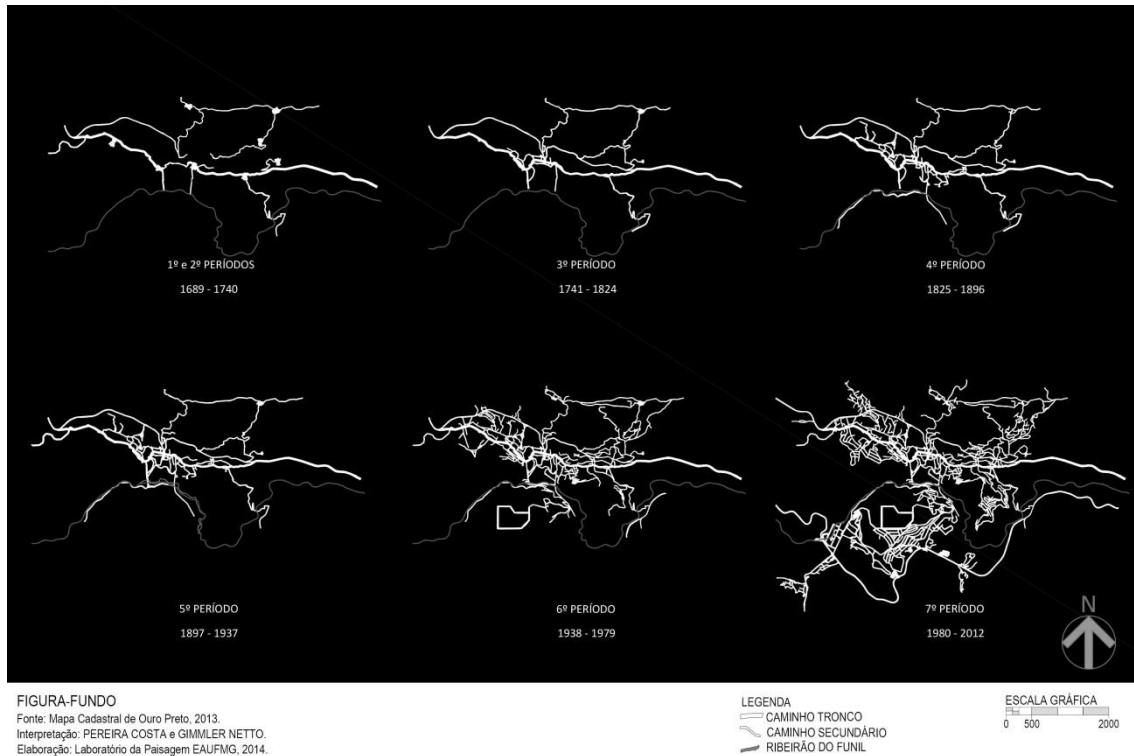 1º e 2º PERÍODOS
1689 - 1740
3º PERÍODO
1741 - 1824
4º PERÍODO
1825 - 1896
5º PERÍODO
1897 - 1937
6º PERÍODO
1938 - 1979
7º PERÍODO
1980 - 2012
N
FIGURA-FUNDO
Fonte: Mapa Cadastral de Ouro Preto, 2013.
Interpretação: PEREIRA COSTA e GIMMLER NETTO.
Elaboração: Laboratório da Paisagem EAUFMG, 2014.
LEGENDA
CAMINHO TRONCO
CAMINHO SECUNDÁRIO
RIBEIRÃO DO FUNIL
ESCALA GRÁFICA
0 500 2000